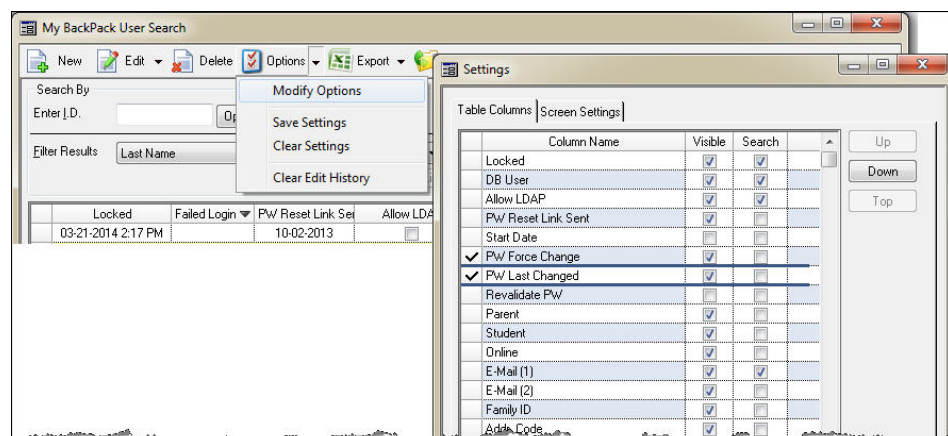 My BackPack User Search
New Edit Delete Options Export
Search By
Enter I.D.
Filter Results Last Name
Modify Options
Save Settings
Clear Settings
Clear Edit History
Locked Failed Login PW Reset Link Allow
03-21-2014 2:17 PM 10-02-2013
Settings
Table Columns Screen Settings
Column Name Visible Search
Locked
DB User
Allow LDAP
PW Reset Link Sent
Start Date
PW Force Change
PW Last Changed
Revalidate PW
Parent
Student
Online
E-Mail (1)
E-Mail (2)
Family ID
Addr Code
Up
Down
Top